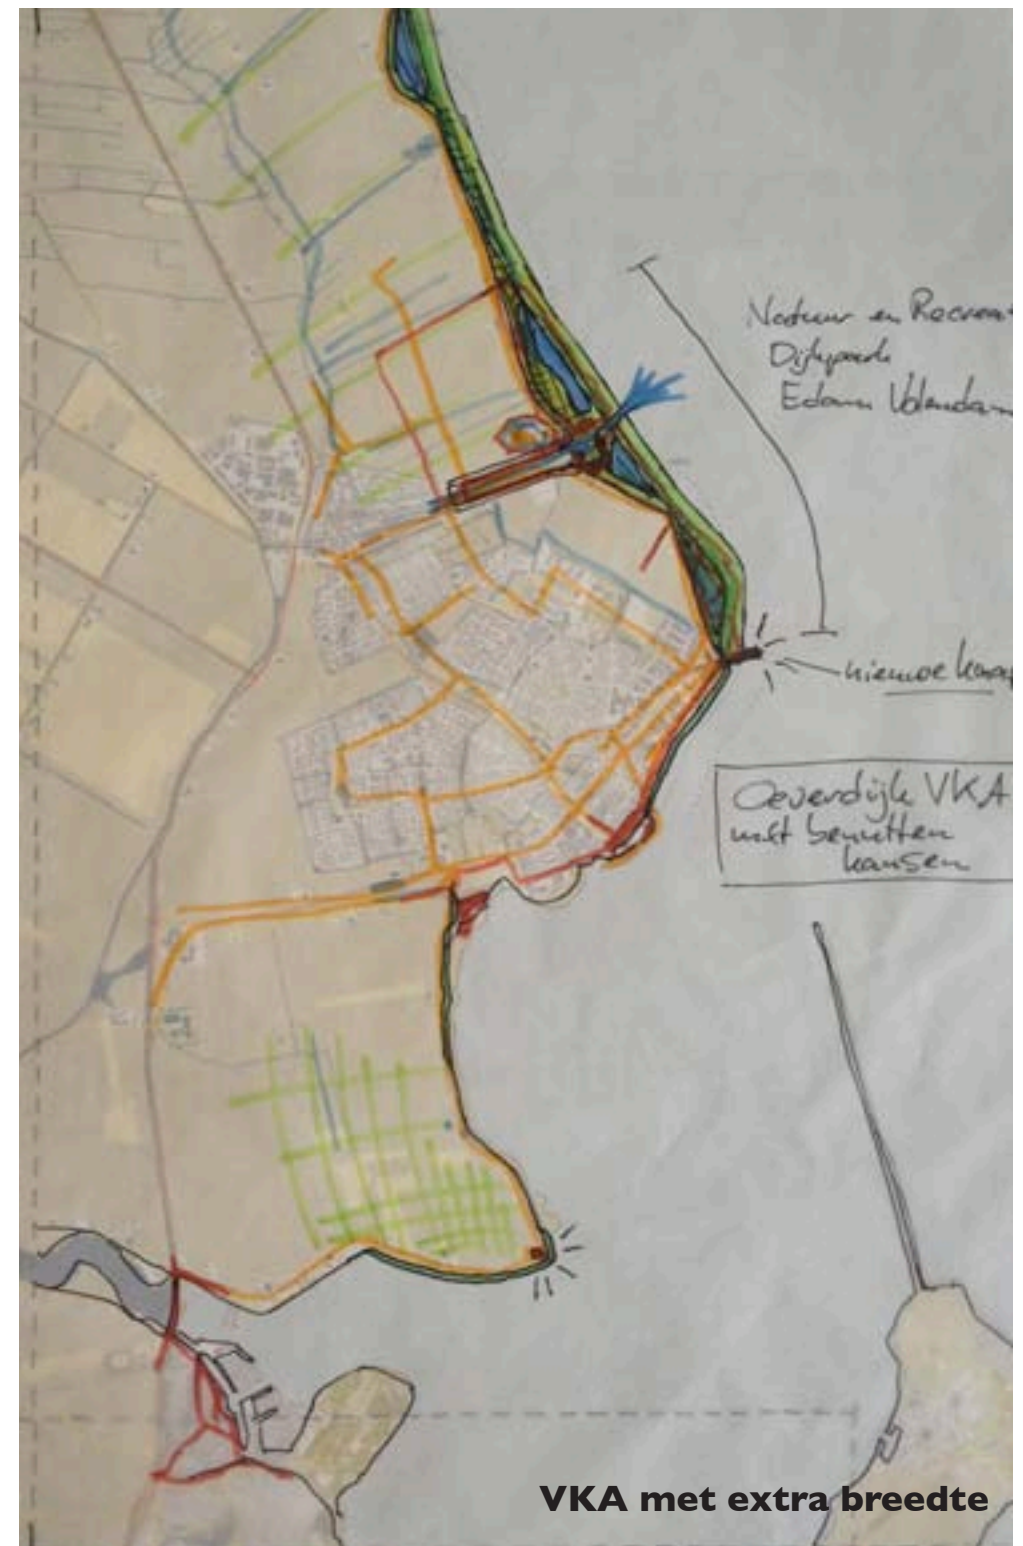 Natuur en Recreat
Dijkpark
Edam Volendam
nieuwe kaap
Oeverdijk VKA
met benutten
kansen
VKA met extra breedte